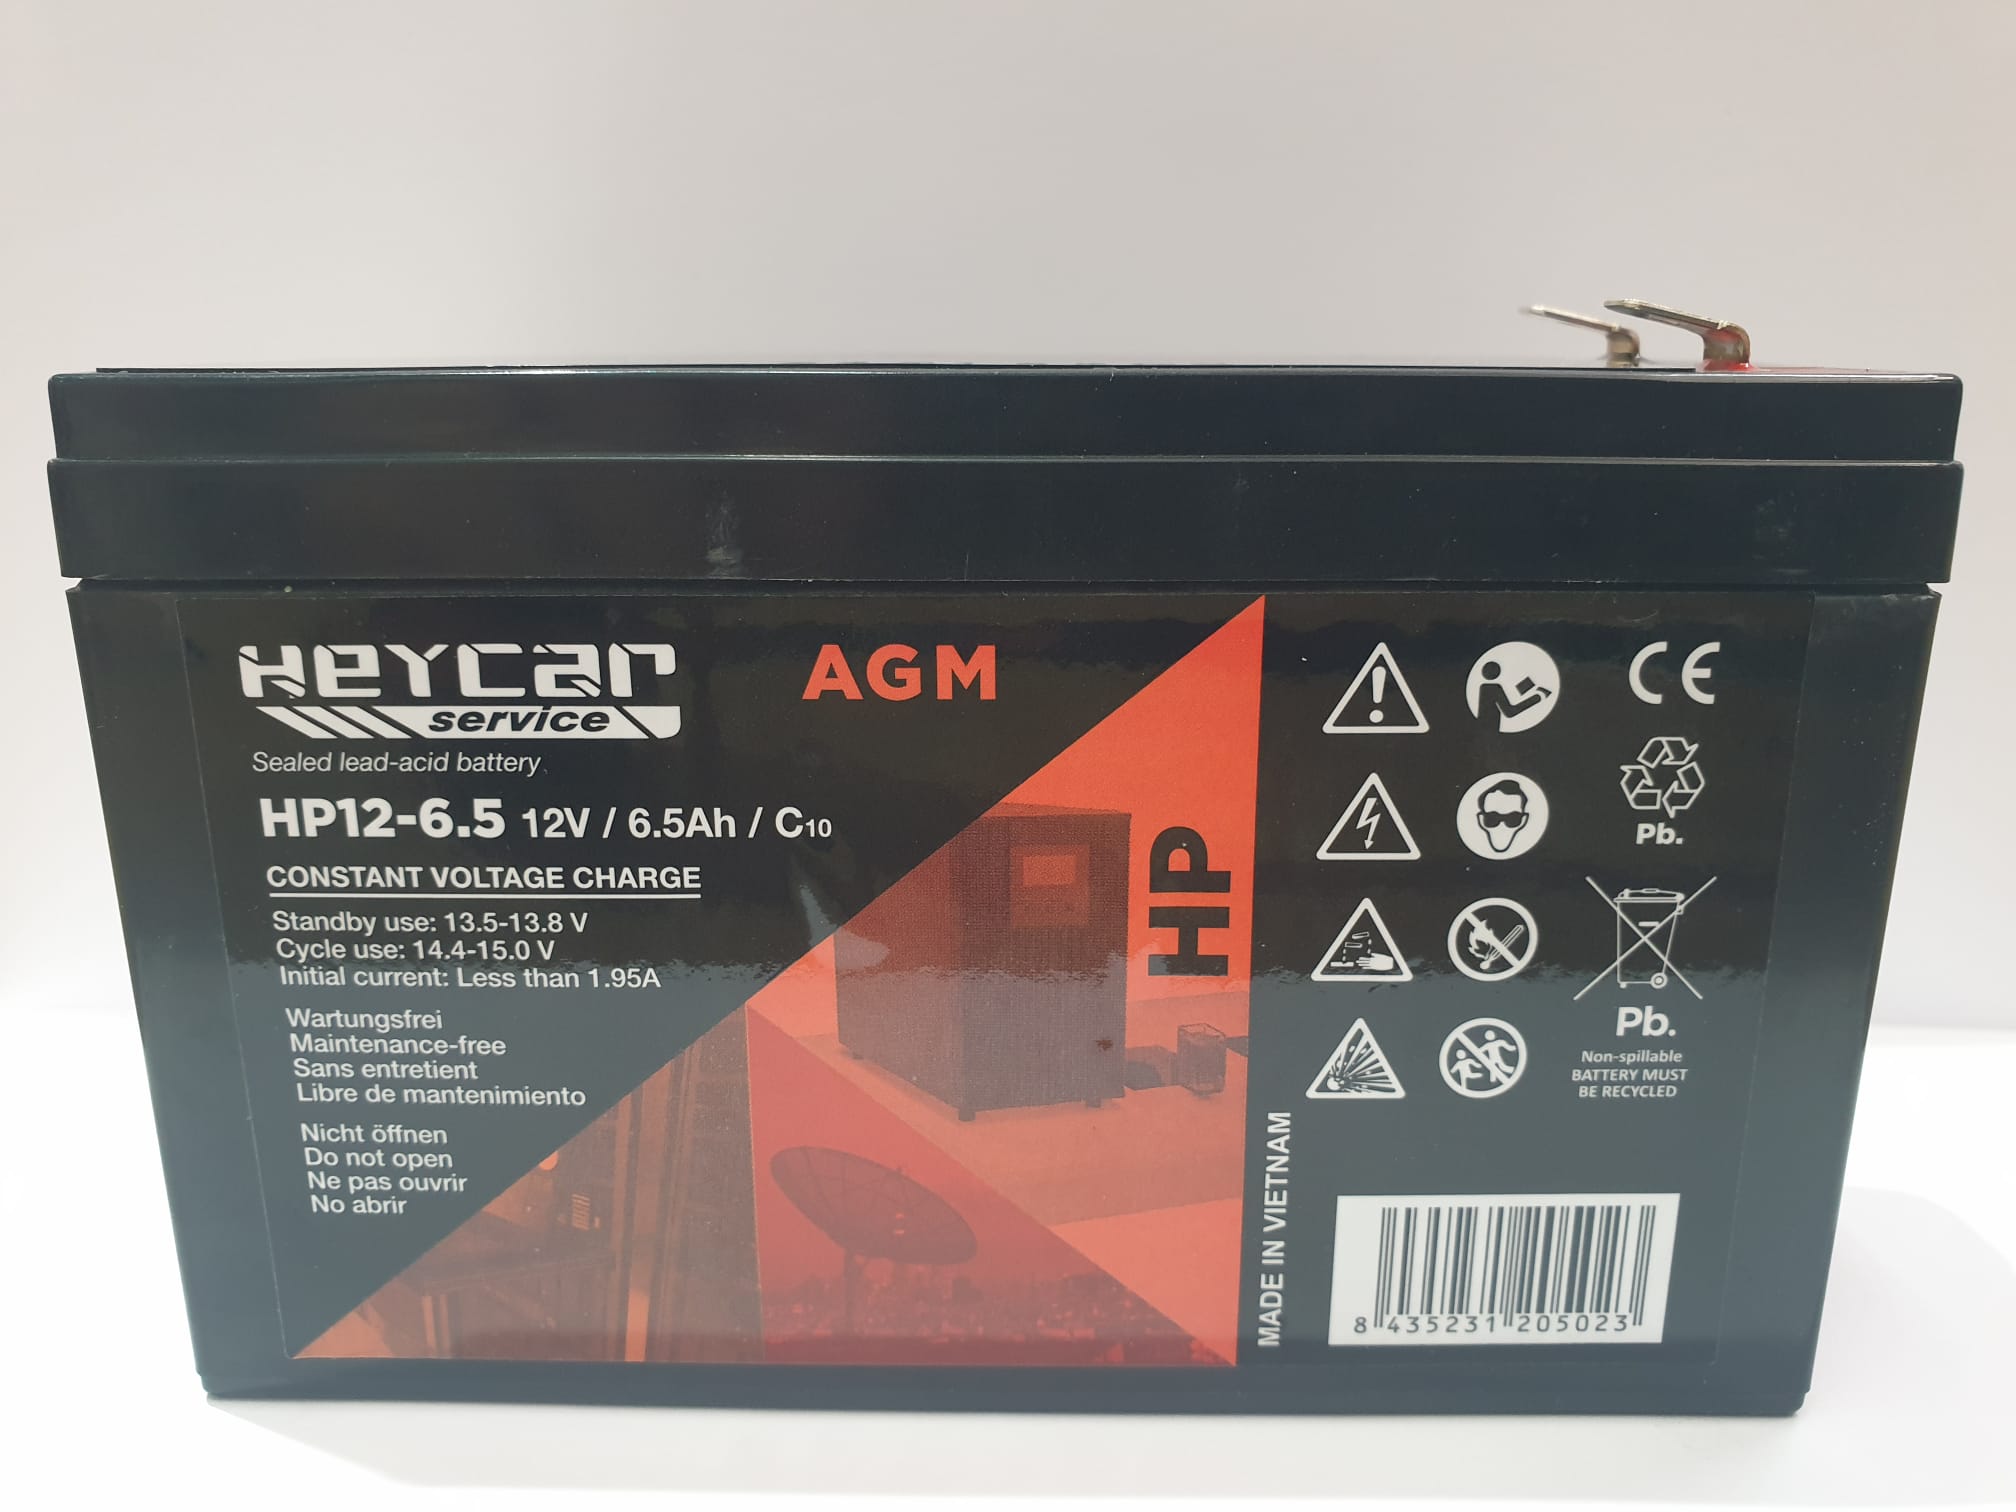 HEYCAR
service
AGM
Sealed lead-acid battery
HP12-6.5 12V / 6.5Ah / C10
CONSTANT VOLTAGE CHARGE
Standby use: 13.5-13.8 V
Cycle use: 14.4-15.0 V
Initial current: Less than 1.95A
Wartungsfrei
Maintenance-free
Sans entretient
Libre de mantenimiento
Nicht öffnen
Do not open
Ne pas ouvrir
No abrir
HP
MADE IN VIETNAM
CE
Pb.
Pb.
Non-spillable
BATTERY MUST
BE RECYCLED
8 435231 205023